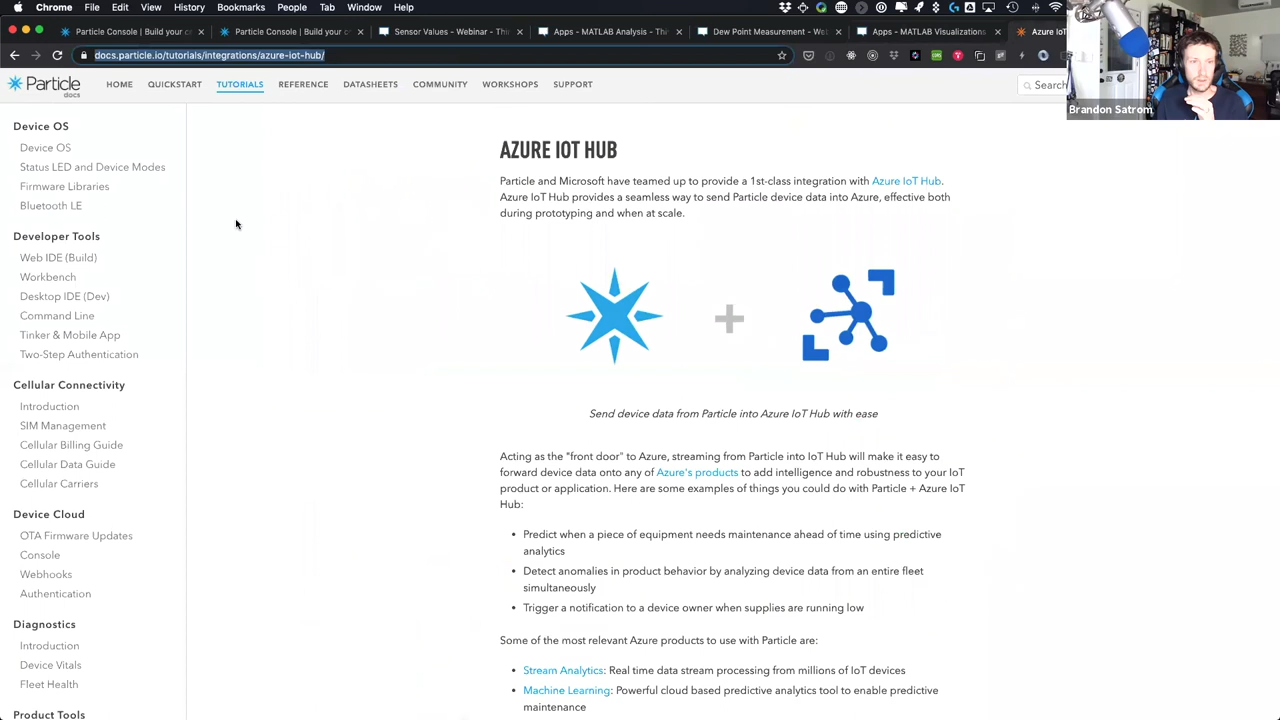 Chrome File Edit View History Bookmarks People Tab Window Help
Particle Console | Build your c
Particle Console | Build your c
Sensor Values - Webinar - Thi
Apps - MATLAB Analysis - Thi
Dew Point Measurement - We
Apps - MATLAB Visualizations
Azure IoT
docs.particle.io/tutorials/integrations/azure-iot-hub/
Particle
docs
HOME QUICKSTART TUTORIALS REFERENCE DATASHEETS COMMUNITY WORKSHOPS SUPPORT
Search
Brandon Satrom
Device OS
Device OS
Status LED and Device Modes
Firmware Libraries
Bluetooth LE
Developer Tools
Web IDE (Build)
Workbench
Desktop IDE (Dev)
Command Line
Tinker & Mobile App
Two-Step Authentication
Cellular Connectivity
Introduction
SIM Management
Cellular Billing Guide
Cellular Data Guide
Cellular Carriers
Device Cloud
OTA Firmware Updates
Console
Webhooks
Authentication
Diagnostics
Introduction
Device Vitals
Fleet Health
Product Tools
AZURE IOT HUB
Particle and Microsoft have teamed up to provide a 1st-class integration with Azure IoT Hub.
Azure IoT Hub provides a seamless way to send Particle device data into Azure, effective both
during prototyping and when at scale.
Send device data from Particle into Azure IoT Hub with ease
Acting as the "front door" to Azure, streaming from Particle into IoT Hub will make it easy to
forward device data onto any of Azure's products to add intelligence and robustness to your IoT
product or application. Here are some examples of things you could do with Particle + Azure IoT
Hub:
• Predict when a piece of equipment needs maintenance ahead of time using predictive
analytics
• Detect anomalies in product behavior by analyzing device data from an entire fleet
simultaneously
• Trigger a notification to a device owner when supplies are running low
Some of the most relevant Azure products to use with Particle are:
• Stream Analytics: Real time data stream processing from millions of IoT devices
• Machine Learning: Powerful cloud based predictive analytics tool to enable predictive
maintenance